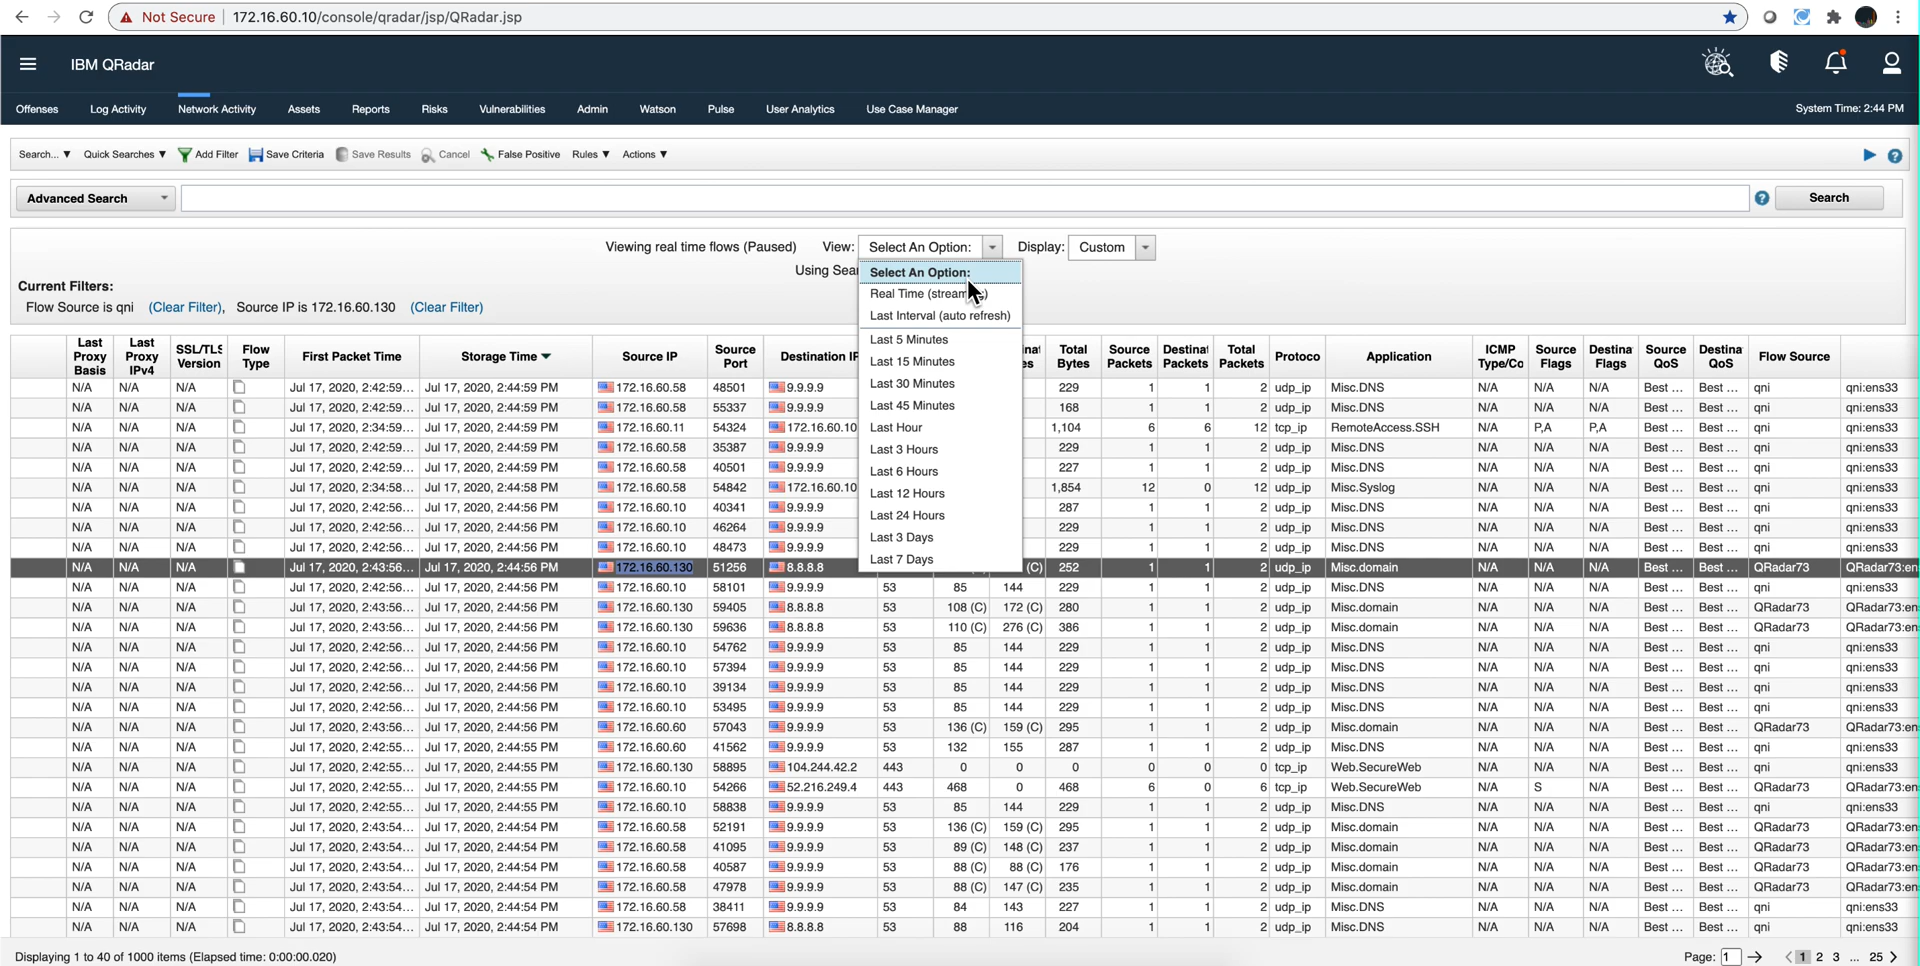 Not Secure | 172.16.60.10/console/qradar/jsp/QRadar.jsp
IBM QRadar
Offenses Log Activity Network Activity Assets Reports Risks Vulnerabilities Admin Watson Pulse User Analytics Use Case Manager System Time: 2:44 PM
Search... Quick Searches Add Filter Save Criteria Save Results Cancel False Positive Rules Actions
Advanced Search Search
Viewing real time flows (Paused) View: Select An Option: Display: Custom
Using
Current Filters:
Flow Source is qni (Clear Filter), Source IP is 172.16.60.130 (Clear Filter)
Select An Option:
Real Time
Last Interval (auto refresh)
Last 5 Minutes
Last 15 Minutes
Last 30 Minutes
Last 45 Minutes
Last Hour
Last 3 Hours
Last 6 Hours
Last 12 Hours
Last 24 Hours
Last 3 Days
Last 7 Days
Last Proxy Basis Last Proxy IPv4 SSL/TLS Version Flow Type First Packet Time Storage Time Source IP Source Port Destination IP Total Bytes Source Packets Destinat Packets Total Packets Protoco Application ICMP Type/Co Source Flags Destina Flags Source QoS Destina QoS Flow Source
N/A N/A N/A Jul 17, 2020, 2:42:59... Jul 17, 2020, 2:44:59 PM 172.16.60.58 48501 9.9.9.9 229 1 1 2 udp_ip Misc.DNS N/A N/A N/A Best ... Best ... qni qni:ens33
N/A N/A N/A Jul 17, 2020, 2:42:59... Jul 17, 2020, 2:44:59 PM 172.16.60.58 55337 9.9.9.9 168 1 1 2 udp_ip Misc.DNS N/A N/A N/A Best ... Best ... qni qni:ens33
N/A N/A N/A Jul 17, 2020, 2:34:59... Jul 17, 2020, 2:44:59 PM 172.16.60.11 54324 172.16.60.10 1,104 6 6 12 tcp_ip RemoteAccess.SSH N/A P,A P,A Best ... Best ... qni qni:ens33
N/A N/A N/A Jul 17, 2020, 2:42:59... Jul 17, 2020, 2:44:59 PM 172.16.60.58 35387 9.9.9.9 229 1 1 2 udp_ip Misc.DNS N/A N/A N/A Best ... Best ... qni qni:ens33
N/A N/A N/A Jul 17, 2020, 2:42:59... Jul 17, 2020, 2:44:59 PM 172.16.60.58 40501 9.9.9.9 227 1 1 2 udp_ip Misc.DNS N/A N/A N/A Best ... Best ... qni qni:ens33
N/A N/A N/A Jul 17, 2020, 2:34:58... Jul 17, 2020, 2:44:58 PM 172.16.60.58 54842 172.16.60.10 1,854 12 0 12 udp_ip Misc.Syslog N/A N/A N/A Best ... Best ... qni qni:ens33
N/A N/A N/A Jul 17, 2020, 2:42:56... Jul 17, 2020, 2:44:56 PM 172.16.60.10 40341 9.9.9.9 287 1 1 2 udp_ip Misc.DNS N/A N/A N/A Best ... Best ... qni qni:ens33
N/A N/A N/A Jul 17, 2020, 2:42:56... Jul 17, 2020, 2:44:56 PM 172.16.60.10 46264 9.9.9.9 229 1 1 2 udp_ip Misc.DNS N/A N/A N/A Best ... Best ... qni qni:ens33
N/A N/A N/A Jul 17, 2020, 2:42:56... Jul 17, 2020, 2:44:56 PM 172.16.60.10 48473 9.9.9.9 229 1 1 2 udp_ip Misc.DNS N/A N/A N/A Best ... Best ... qni qni:ens33
N/A N/A N/A Jul 17, 2020, 2:43:56... Jul 17, 2020, 2:44:56 PM 172.16.60.130 51256 8.8.8.8 (C) 252 1 1 2 udp_ip Misc.domain N/A N/A N/A Best ... Best ... QRadar73 QRadar73:en
N/A N/A N/A Jul 17, 2020, 2:42:56... Jul 17, 2020, 2:44:56 PM 172.16.60.10 58101 9.9.9.9 53 85 144 229 1 1 2 udp_ip Misc.DNS N/A N/A N/A Best ... Best ... qni qni:ens33
N/A N/A N/A Jul 17, 2020, 2:43:56... Jul 17, 2020, 2:44:56 PM 172.16.60.130 59405 8.8.8.8 53 108 (C) 172 (C) 280 1 1 2 udp_ip Misc.domain N/A N/A N/A Best ... Best ... QRadar73 QRadar73:en
N/A N/A N/A Jul 17, 2020, 2:43:56... Jul 17, 2020, 2:44:56 PM 172.16.60.130 59636 8.8.8.8 53 110 (C) 276 (C) 386 1 1 2 udp_ip Misc.domain N/A N/A N/A Best ... Best ... QRadar73 QRadar73:en
N/A N/A N/A Jul 17, 2020, 2:42:56... Jul 17, 2020, 2:44:56 PM 172.16.60.10 54762 9.9.9.9 53 85 144 229 1 1 2 udp_ip Misc.DNS N/A N/A N/A Best ... Best ... qni qni:ens33
N/A N/A N/A Jul 17, 2020, 2:42:56... Jul 17, 2020, 2:44:56 PM 172.16.60.10 57394 9.9.9.9 53 85 144 229 1 1 2 udp_ip Misc.DNS N/A N/A N/A Best ... Best ... qni qni:ens33
N/A N/A N/A Jul 17, 2020, 2:42:56... Jul 17, 2020, 2:44:56 PM 172.16.60.10 39134 9.9.9.9 53 85 144 229 1 1 2 udp_ip Misc.DNS N/A N/A N/A Best ... Best ... qni qni:ens33
N/A N/A N/A Jul 17, 2020, 2:42:56... Jul 17, 2020, 2:44:56 PM 172.16.60.10 53495 9.9.9.9 53 85 144 229 1 1 2 udp_ip Misc.DNS N/A N/A N/A Best ... Best ... qni qni:ens33
N/A N/A N/A Jul 17, 2020, 2:43:56... Jul 17, 2020, 2:44:56 PM 172.16.60.60 57043 9.9.9.9 53 136 (C) 159 (C) 295 1 1 2 udp_ip Misc.domain N/A N/A N/A Best ... Best ... QRadar73 QRadar73:en
N/A N/A N/A Jul 17, 2020, 2:42:55... Jul 17, 2020, 2:44:55 PM 172.16.60.60 41562 9.9.9.9 53 132 155 287 1 1 2 udp_ip Misc.DNS N/A N/A N/A Best ... Best ... qni qni:ens33
N/A N/A N/A Jul 17, 2020, 2:42:55... Jul 17, 2020, 2:44:55 PM 172.16.60.130 58895 104.244.42.2 443 0 0 0 0 0 0 tcp_ip Web.SecureWeb N/A N/A N/A Best ... Best ... qni qni:ens33
N/A N/A N/A Jul 17, 2020, 2:42:55... Jul 17, 2020, 2:44:55 PM 172.16.60.10 54266 52.216.249.4 443 468 0 468 6 0 6 tcp_ip Web.SecureWeb N/A S N/A Best ... Best ... QRadar73 QRadar73:en
N/A N/A N/A Jul 17, 2020, 2:42:55... Jul 17, 2020, 2:44:55 PM 172.16.60.10 58838 9.9.9.9 53 85 144 229 1 1 2 udp_ip Misc.DNS N/A N/A N/A Best ... Best ... qni qni:ens33
N/A N/A N/A Jul 17, 2020, 2:43:54... Jul 17, 2020, 2:44:54 PM 172.16.60.58 52191 9.9.9.9 53 136 (C) 159 (C) 295 1 1 2 udp_ip Misc.domain N/A N/A N/A Best ... Best ... QRadar73 QRadar73:en
N/A N/A N/A Jul 17, 2020, 2:43:54... Jul 17, 2020, 2:44:54 PM 172.16.60.58 41095 9.9.9.9 53 89 (C) 148 (C) 237 1 1 2 udp_ip Misc.domain N/A N/A N/A Best ... Best ... QRadar73 QRadar73:en
N/A N/A N/A Jul 17, 2020, 2:43:54... Jul 17, 2020, 2:44:54 PM 172.16.60.58 40587 9.9.9.9 53 88 (C) 88 (C) 176 1 1 2 udp_ip Misc.domain N/A N/A N/A Best ... Best ... QRadar73 QRadar73:en
N/A N/A N/A Jul 17, 2020, 2:43:54... Jul 17, 2020, 2:44:54 PM 172.16.60.58 47978 9.9.9.9 53 88 (C) 147 (C) 235 1 1 2 udp_ip Misc.domain N/A N/A N/A Best ... Best ... QRadar73 QRadar73:en
N/A N/A N/A Jul 17, 2020, 2:43:54... Jul 17, 2020, 2:44:54 PM 172.16.60.58 38411 9.9.9.9 53 84 143 227 1 1 2 udp_ip Misc.DNS N/A N/A N/A Best ... Best ... qni qni:ens33
N/A N/A N/A Jul 17, 2020, 2:43:54... Jul 17, 2020, 2:44:54 PM 172.16.60.130 57698 8.8.8.8 53 88 116 204 1 1 2 udp_ip Misc.DNS N/A N/A N/A Best ... Best ... qni qni:ens33
Displaying 1 to 40 of 1000 items (Elapsed time: 0:00:00.020) Page: 1 1 2 3 ... 25